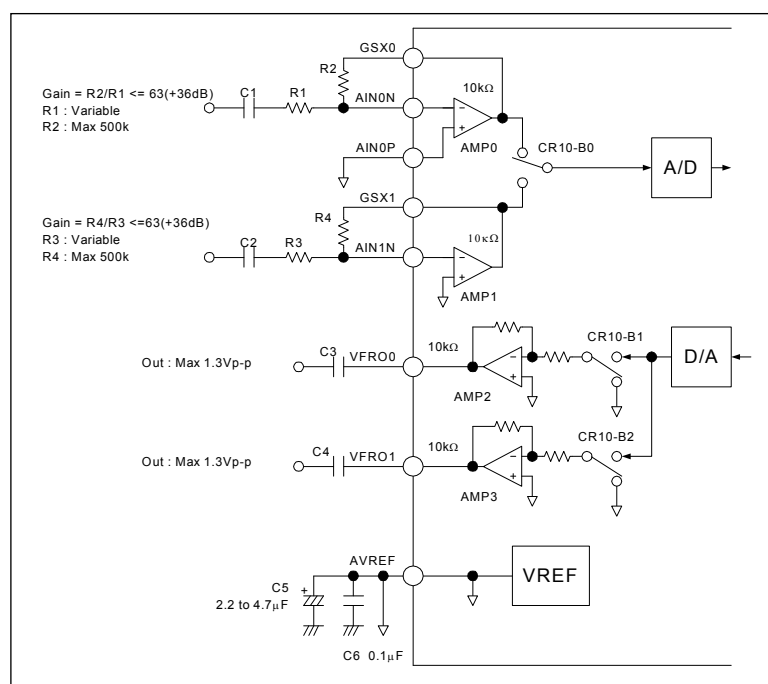 GSX0
R2
10kΩ
Gain = R2/R1 <= 63(+36dB)
R1 : Variable
R2 : Max 500k
C1
R1
AIN0N
AMP0
CR10-B0
AIN0P
A/D
GSX1
R4
Gain = R4/R3 <=63(+36dB)
R3 : Variable
R4 : Max 500k
C2
R3
AIN1N
10κΩ
AMP1
CR10-B1
D/A
Out : Max 1.3Vp-p
C3
VFRO0
10kΩ
AMP2
CR10-B2
Out : Max 1.3Vp-p
C4
VFRO1
10kΩ
AMP3
AVREF
VREF
C5
2.2 to 4.7μF
+
C6 0.1μF